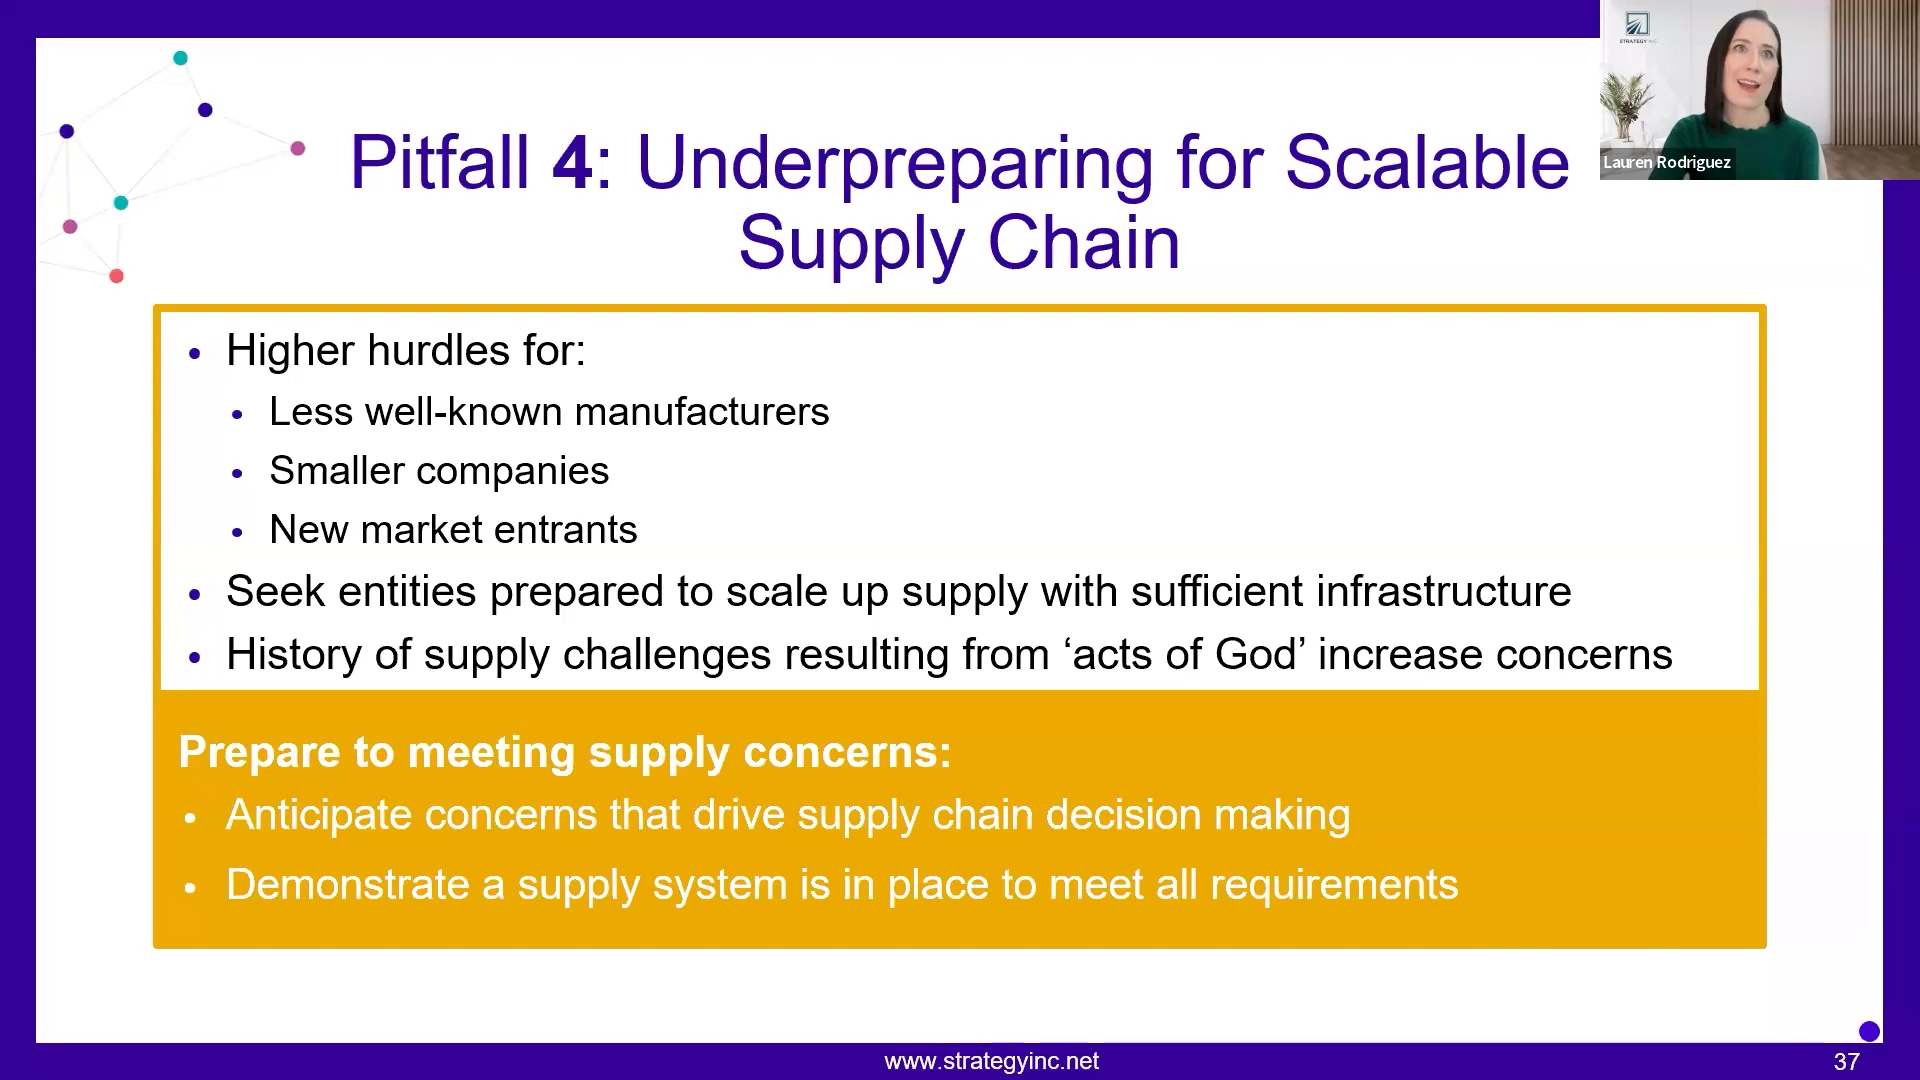 STRATEGY INC
Lauren Rodriguez
Pitfall 4: Underpreparing for Scalable
Supply Chain
• Higher hurdles for:
• Less well-known manufacturers
• Smaller companies
• New market entrants
• Seek entities prepared to scale up supply with sufficient infrastructure
• History of supply challenges resulting from ‘acts of God’ increase concerns
Prepare to meeting supply concerns:
• Anticipate concerns that drive supply chain decision making
• Demonstrate a supply system is in place to meet all requirements
www.strategyinc.net
37